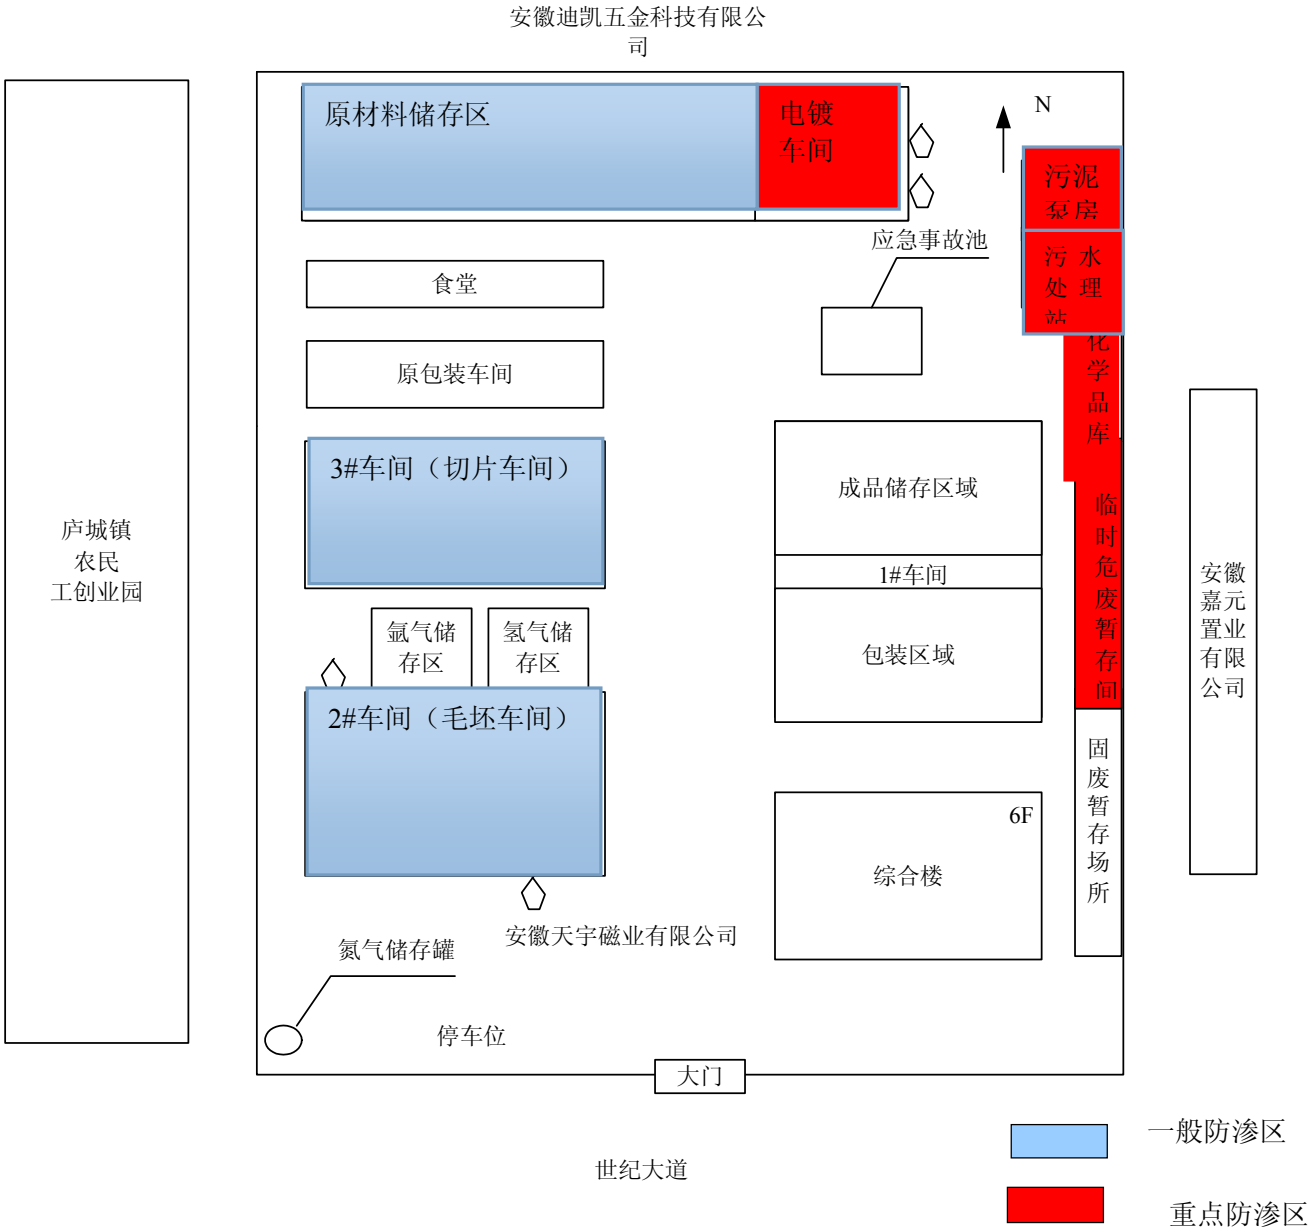 安徽迪凯五金科技有限公
司
原材料储存区
电镀
车间
N
污泥
泵房
应急事故池
污水
处理
站
食堂
原包装车间
化
学
品
库
3#车间（切片车间）
成品储存区域
临
时
危
废
暂
存
间
庐城镇
农民
工创业园
1#车间
安徽
嘉元
置业
有限
公司
氩气储
存区
氢气储
存区
包装区域
2#车间（毛坯车间）
固
废
暂
存
场
所
6F
综合楼
安徽天宇磁业有限公司
氮气储存罐
停车位
大门
一般防渗区
世纪大道
重点防渗区